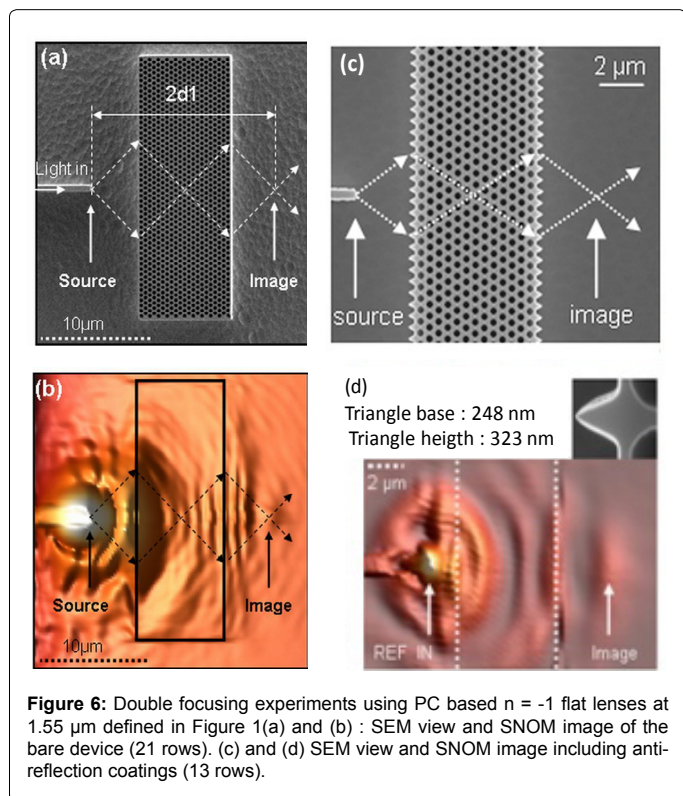 (a)
2d1
Light in
Source
Image
10µm
(c)
2 µm
source
image
(b)
Source
Image
10µm
(d)
Triangle base : 248 nm
Triangle heigth : 323 nm
2 µm
REF IN
Image
Figure 6: Double focusing experiments using PC based n = -1 flat lenses at
1.55 µm defined in Figure 1(a) and (b) : SEM view and SNOM image of the
bare device (21 rows). (c) and (d) SEM view and SNOM image including anti-
reflection coatings (13 rows).